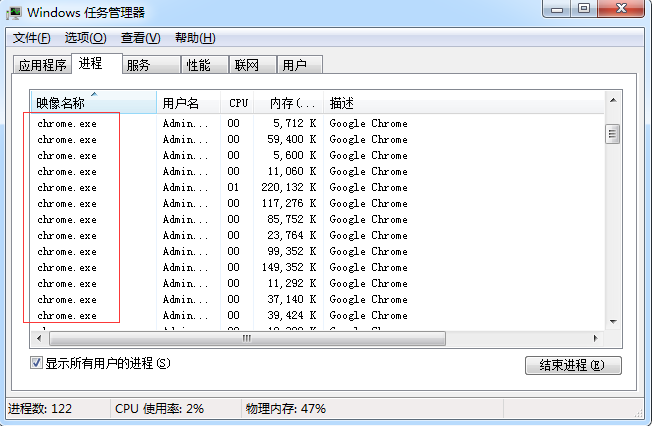 Windows 任务管理器
文件(F) 选项(O) 查看(V) 帮助(H)
应用程序 进程 服务 性能 联网 用户
映像名称 用户名 CPU 内存(... 描述
chrome.exe Admin... 00 5,712 K Google Chrome
chrome.exe Admin... 00 59,400 K Google Chrome
chrome.exe Admin... 00 5,600 K Google Chrome
chrome.exe Admin... 00 11,060 K Google Chrome
chrome.exe Admin... 01 220,132 K Google Chrome
chrome.exe Admin... 00 117,276 K Google Chrome
chrome.exe Admin... 00 85,752 K Google Chrome
chrome.exe Admin... 00 23,764 K Google Chrome
chrome.exe Admin... 00 99,352 K Google Chrome
chrome.exe Admin... 00 149,352 K Google Chrome
chrome.exe Admin... 00 11,292 K Google Chrome
chrome.exe Admin... 00 37,140 K Google Chrome
chrome.exe Admin... 00 39,424 K Google Chrome
显示所有用户的进程(S) 结束进程(E)
进程数: 122 CPU 使用率: 2% 物理内存: 47%